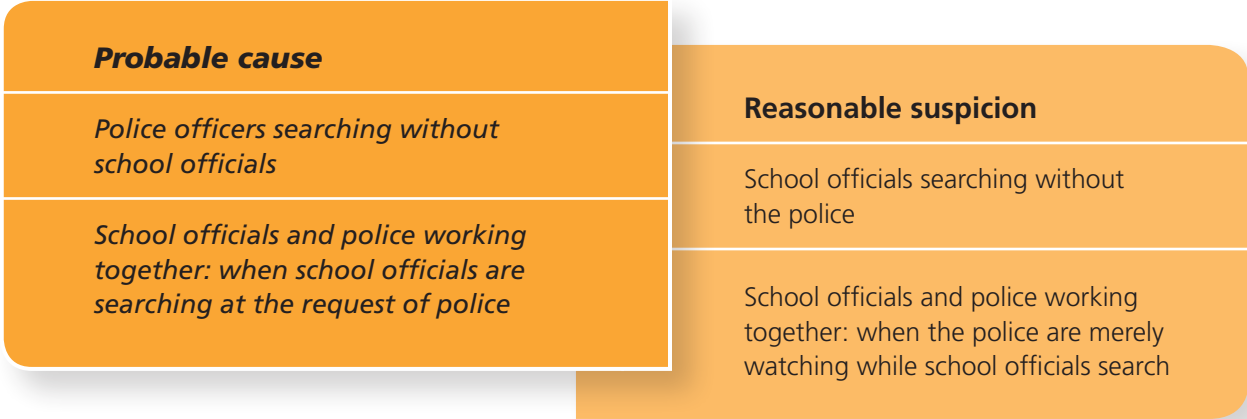 Probable cause
Police officers searching without
school officials
School officials and police working
together: when school officials are
searching at the request of police
Reasonable suspicion
School officials searching without
the police
School officials and police working
together: when the police are merely
watching while school officials search